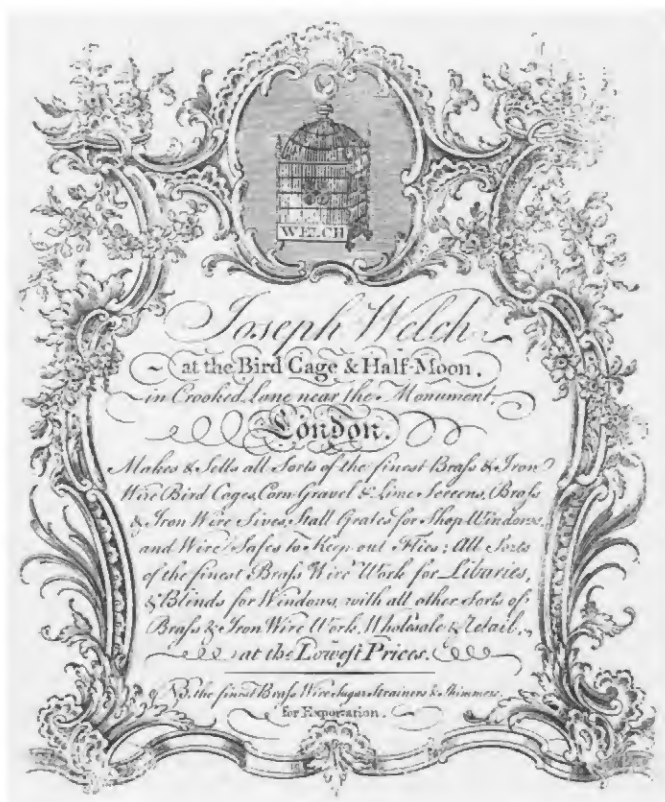 WELCH
Joseph Welch
at the Bird Cage & Half-Moon.
in Crooked Lane near the Monument.
London.
Makes & Sells all Sorts of the finest Brass & Iron
Wire Bird Cages, Corn Gravel & Lime Screens, Brass
& Iron Wire Sives, Stall Grates for Shop Windows,
and Wire Safes to Keep out Flies; All Sorts
of the finest Brass Wire Work for Libaries,
& Blinds for Windows, with all other Sorts of
Brass & Iron Wire Work, Wholesale & Retail,
at the Lowest Prices.
NB. the finest Brass Wire Sugar Strainers & Skimmers.
for Exportation.